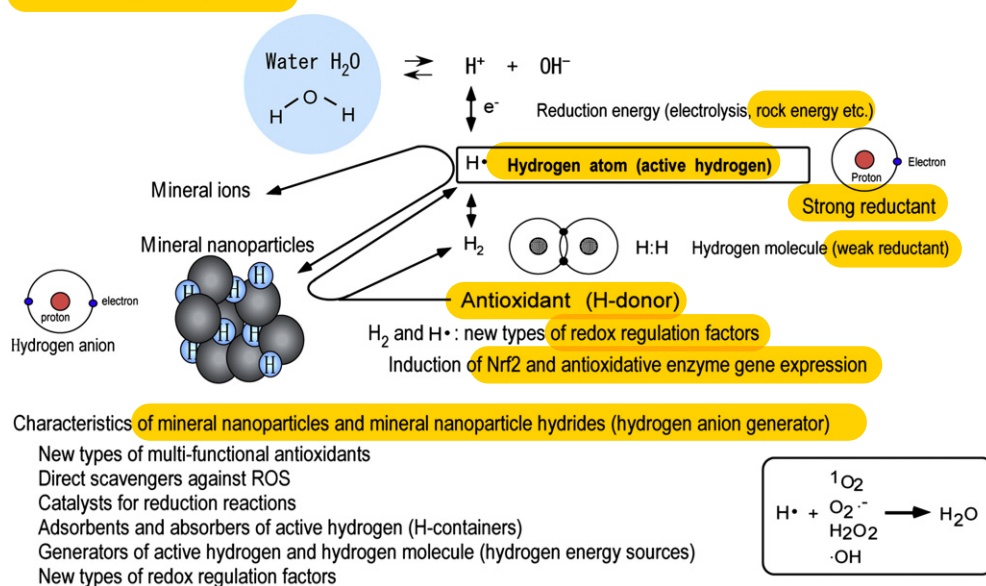 Water H₂O
H⁺ + OH⁻
O
H H
e⁻
Reduction energy (electrolysis, rock energy etc.)
H• Hydrogen atom (active hydrogen)
Electron
Proton
Strong reductant
Mineral ions
Mineral nanoparticles
H₂
H:H
Hydrogen molecule (weak reductant)
H H H H H H H
electron
proton
Hydrogen anion
Antioxidant (H-donor)
H₂ and H•: new types of redox regulation factors
Induction of Nrf2 and antioxidative enzyme gene expression
Characteristics of mineral nanoparticles and mineral nanoparticle hydrides (hydrogen anion generator)
New types of multi-functional antioxidants
Direct scavengers against ROS
Catalysts for reduction reactions
Adsorbents and absorbers of active hydrogen (H-containers)
Generators of active hydrogen and hydrogen molecule (hydrogen energy sources)
New types of redox regulation factors
¹O₂
H• + O₂·⁻ → H₂O
H₂O₂
·OH